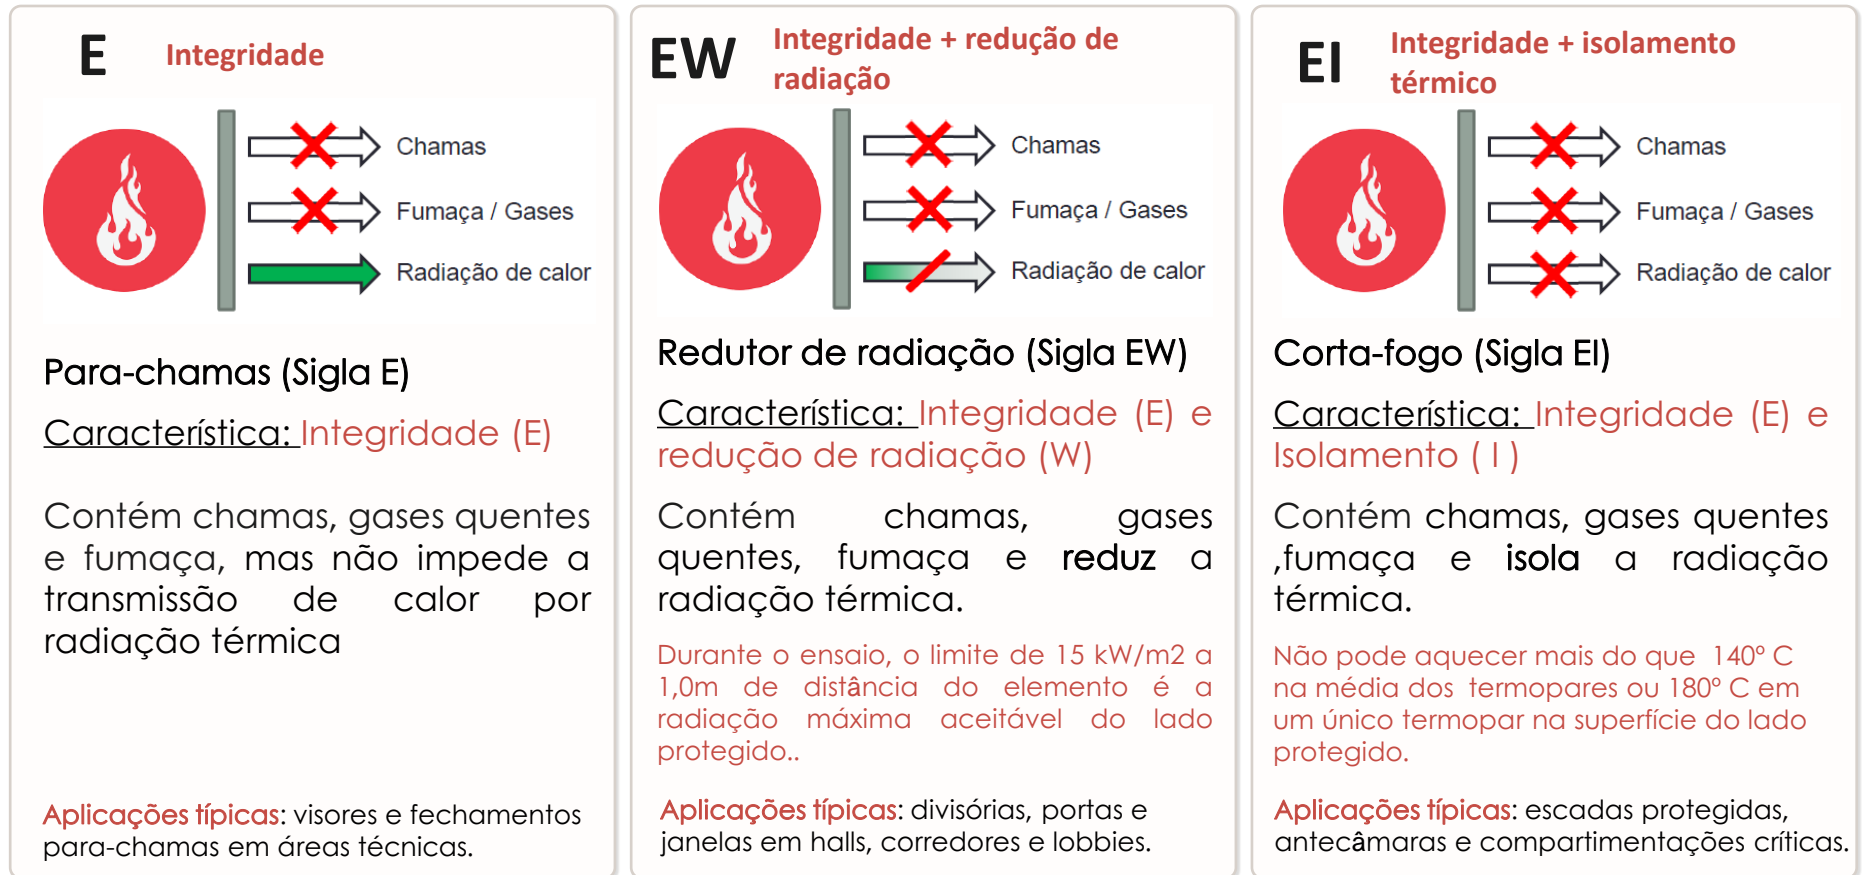 E
Integridade
Chamas
Fumaça / Gases
Radiação de calor
Para-chamas (Sigla E)
Característica: Integridade (E)
Contém chamas, gases quentes
e fumaça, mas não impede a
transmissão de calor por
radiação térmica
Aplicações típicas: visores e fechamentos
para-chamas em áreas técnicas.
EW
Integridade + redução de
radiação
Chamas
Fumaça / Gases
Radiação de calor
Redutor de radiação (Sigla EW)
Característica: Integridade (E) e
redução de radiação (W)
Contém chamas, gases
quentes, fumaça e reduz a
radiação térmica.
Durante o ensaio, o limite de 15 kW/m2 a
1,0m de distância do elemento é a
radiação máxima aceitável do lado
protegido..
Aplicações típicas: divisórias, portas e
janelas em halls, corredores e lobbies.
EI
Integridade + isolamento
térmico
Chamas
Fumaça / Gases
Radiação de calor
Corta-fogo (Sigla EI)
Característica: Integridade (E) e
Isolamento ( I )
Contém chamas, gases quentes
,fumaça e isola a radiação
térmica.
Não pode aquecer mais do que 140º C
na média dos termopares ou 180º C em
um único termopar na superfície do lado
protegido.
Aplicações típicas: escadas protegidas,
antecâmaras e compartimentações críticas.